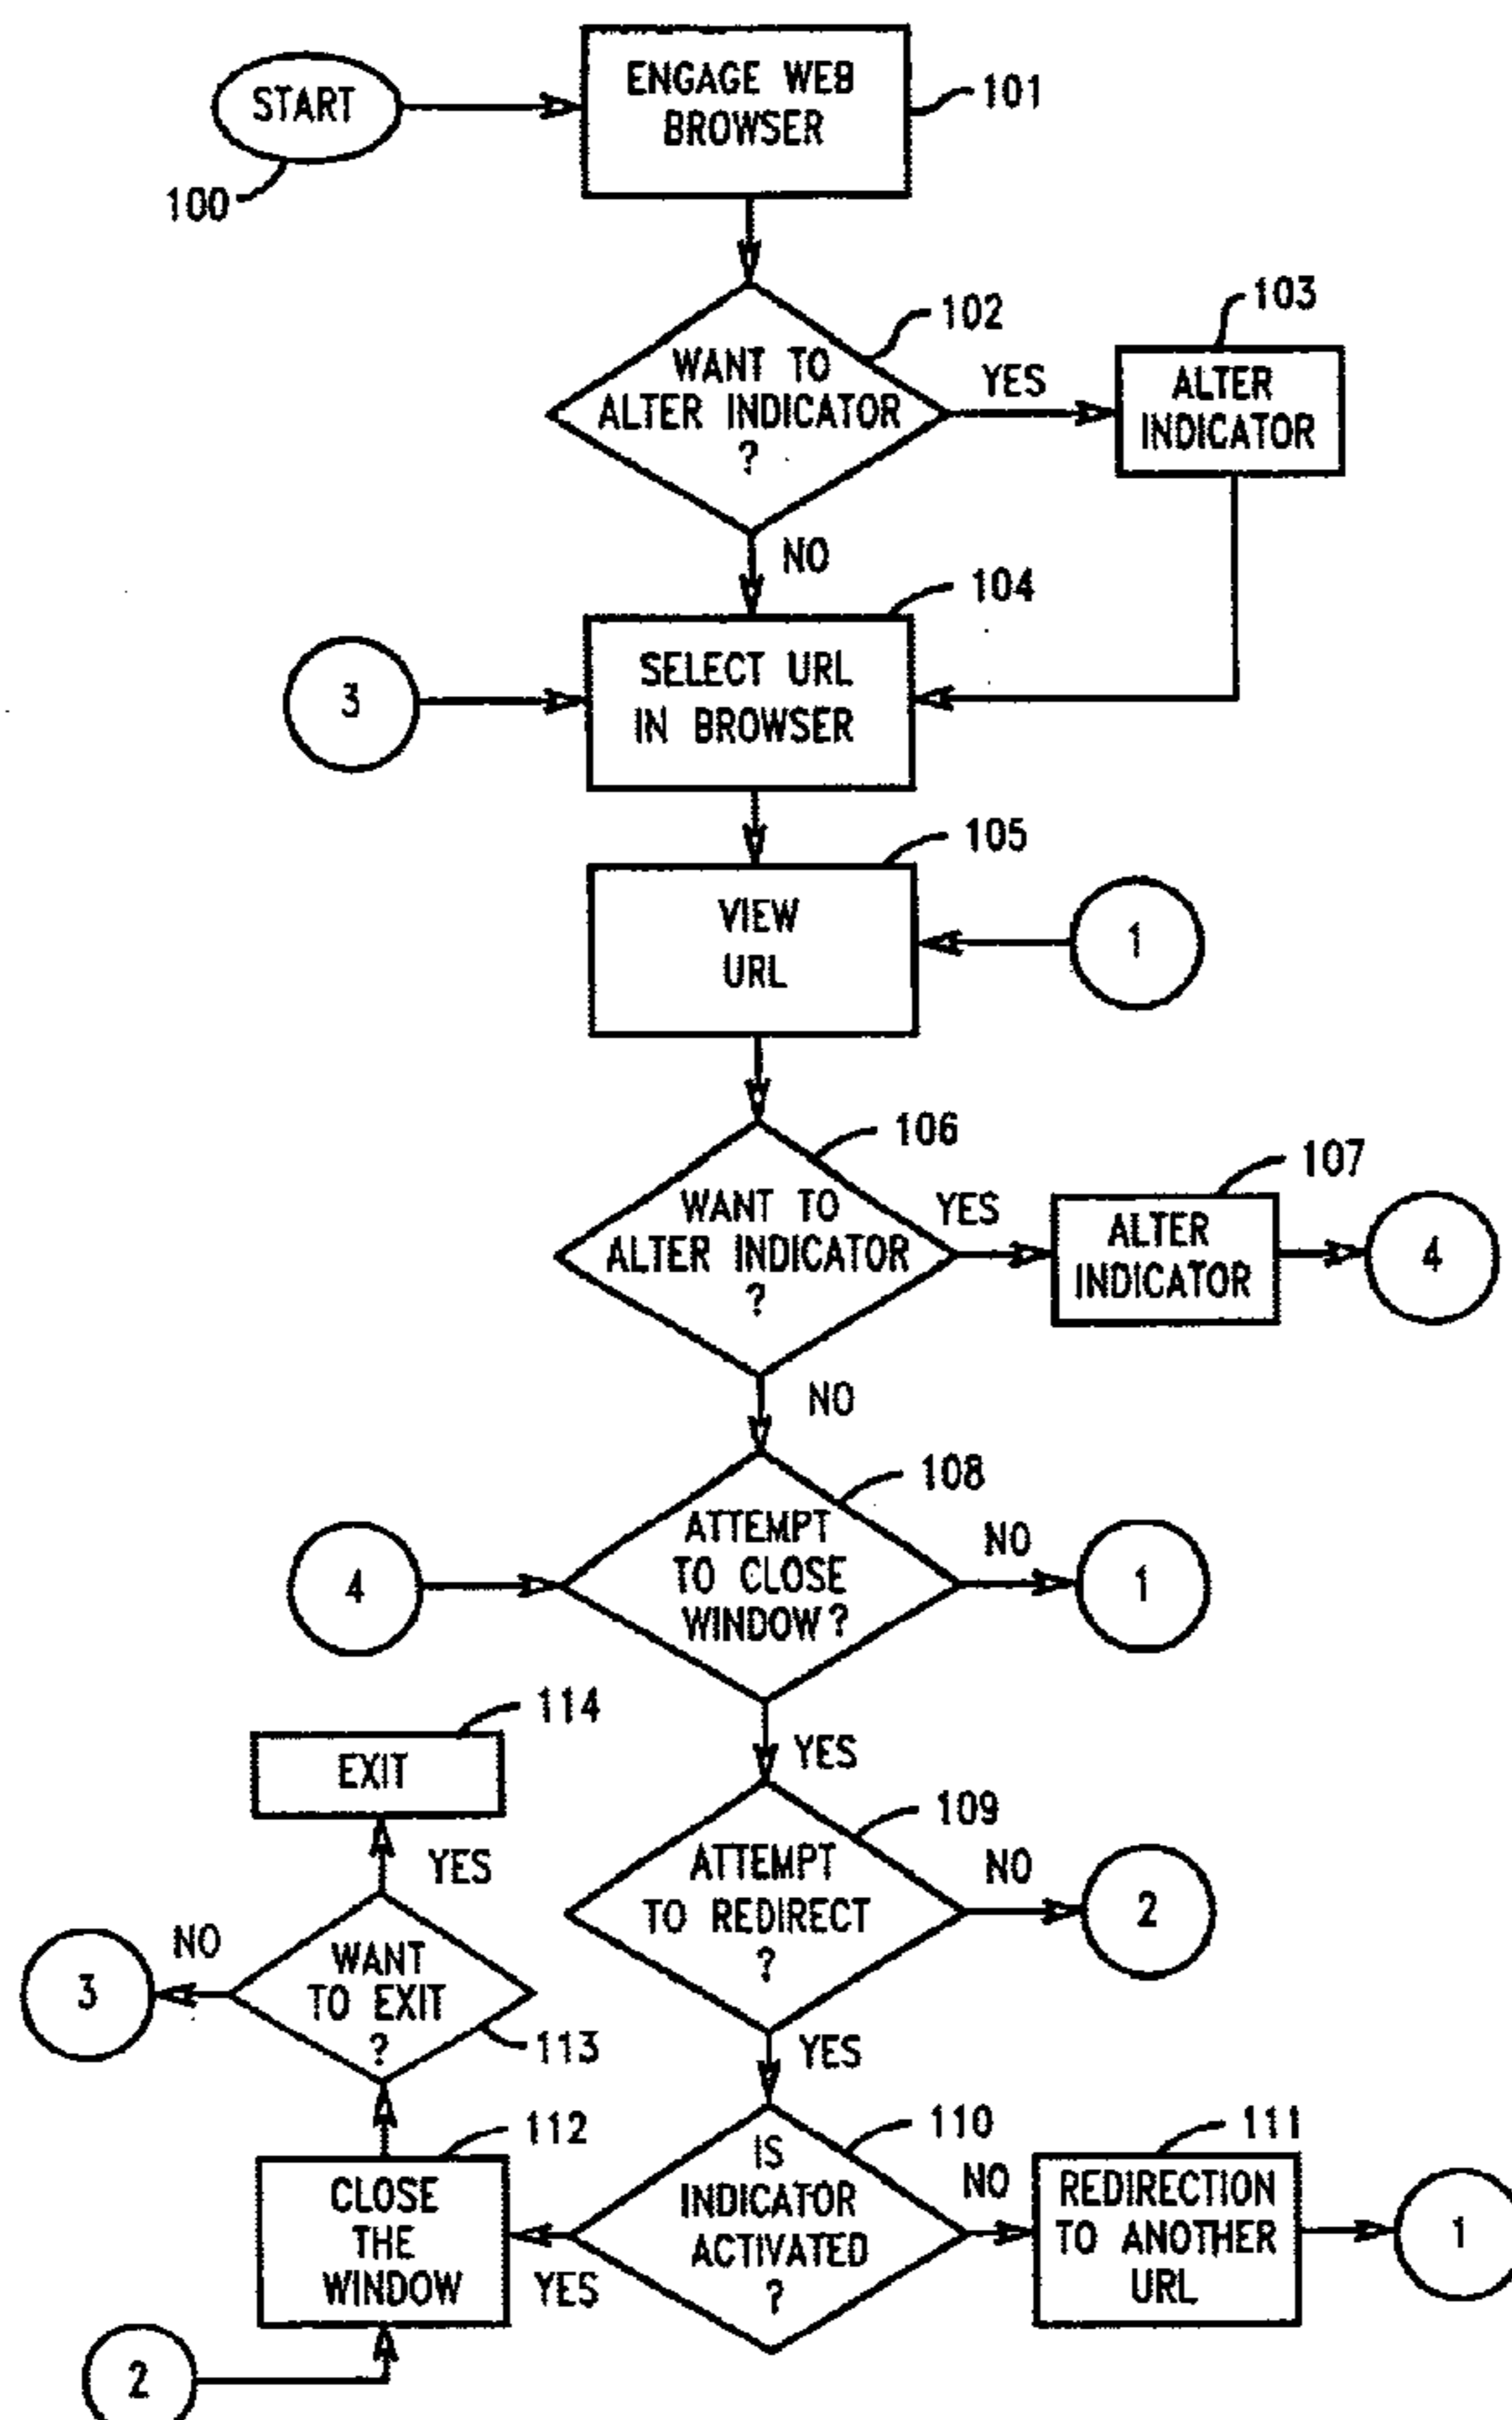 START
100
ENGAGE WEB
BROWSER
101
102
WANT TO
ALTER INDICATOR
?
YES
103
ALTER
INDICATOR
NO
104
3
SELECT URL
IN BROWSER
105
VIEW
URL
1
106
WANT TO
ALTER INDICATOR
?
YES
107
ALTER
INDICATOR
4
NO
108
4
ATTEMPT
TO CLOSE
WINDOW?
NO
1
YES
109
ATTEMPT
TO REDIRECT
?
NO
2
YES
110
IS
INDICATOR
ACTIVATED
?
NO
111
REDIRECTION
TO ANOTHER
URL
1
YES
112
CLOSE
THE
WINDOW
2
113
WANT
TO EXIT
?
NO
3
YES
114
EXIT